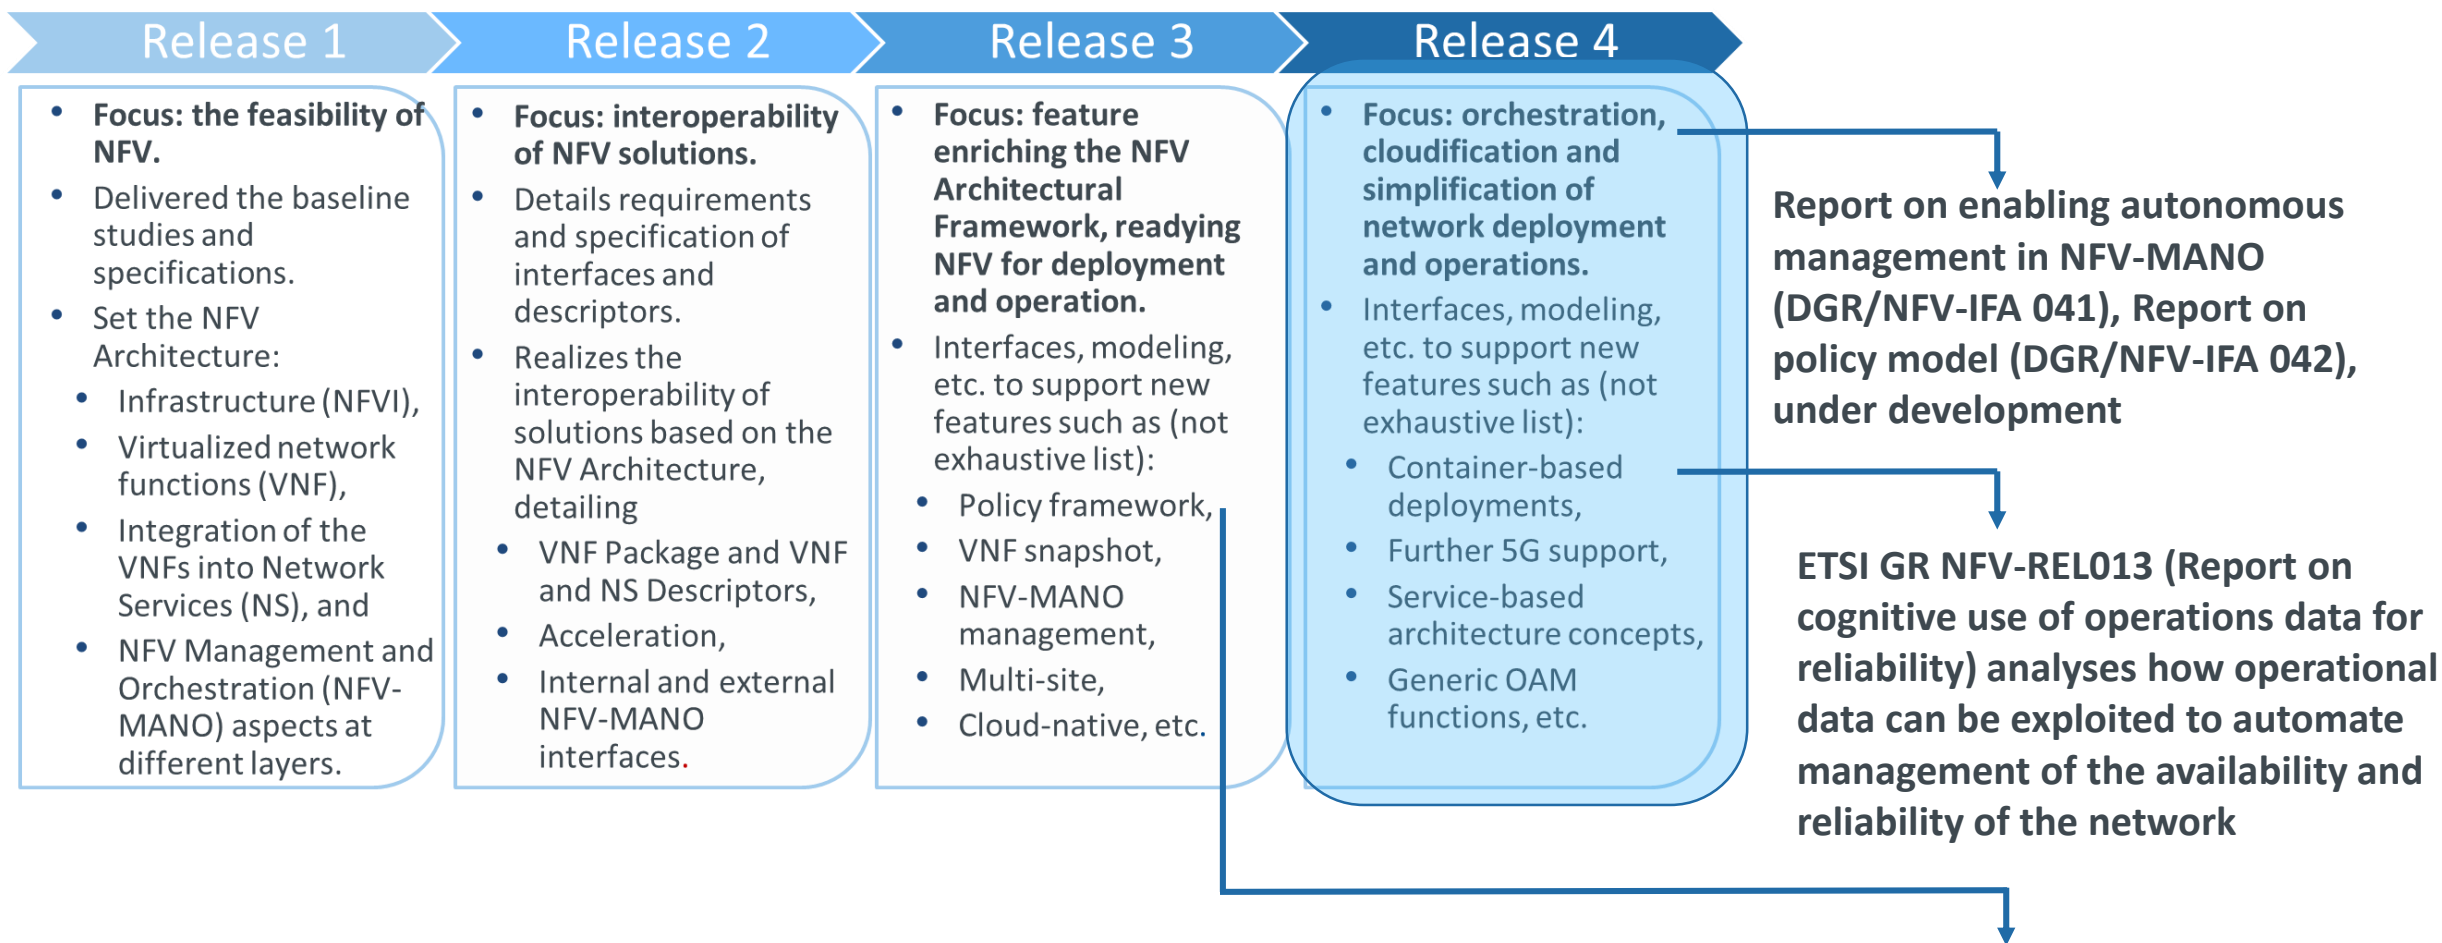 Release 1
Release 2
Release 3
Release 4
• Focus: the feasibility of
NFV.
• Delivered the baseline
studies and
specifications.
• Set the NFV
Architecture:
• Infrastructure (NFVI),
• Virtualized network
functions (VNF),
• Integration of the
VNFs into Network
Services (NS), and
• NFV Management and
Orchestration (NFV-
MANO) aspects at
different layers.
• Focus: interoperability
of NFV solutions.
• Details requirements
and specification of
interfaces and
descriptors.
• Realizes the
interoperability of
solutions based on the
NFV Architecture,
detailing
• VNF Package and VNF
and NS Descriptors,
• Acceleration,
• Internal and external
NFV-MANO
interfaces.
• Focus: feature
enriching the NFV
Architectural
Framework, readying
NFV for deployment
and operation.
• Interfaces, modeling,
etc. to support new
features such as (not
exhaustive list):
• Policy framework,
• VNF snapshot,
• NFV-MANO
management,
• Multi-site,
• Cloud-native, etc.
• Focus: orchestration,
cloudification and
simplification of
network deployment
and operations.
• Interfaces, modeling,
etc. to support new
features such as (not
exhaustive list):
• Container-based
deployments,
• Further 5G support,
• Service-based
architecture concepts,
• Generic OAM
functions, etc.
Report on enabling autonomous
management in NFV-MANO
(DGR/NFV-IFA 041), Report on
policy model (DGR/NFV-IFA 042),
under development
ETSI GR NFV-REL013 (Report on
cognitive use of operations data for
reliability) analyses how operational
data can be exploited to automate
management of the availability and
reliability of the network